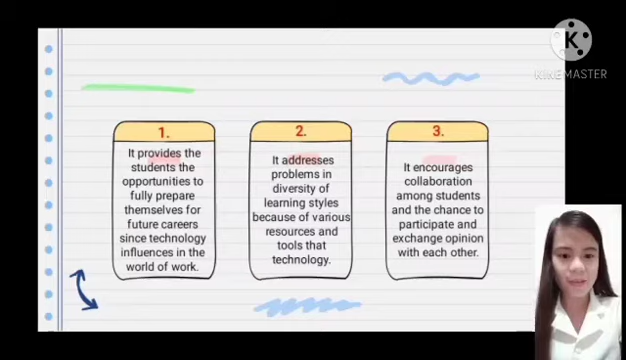 K
KINEMASTER
1.
It provides the
students the
opportunities to
fully prepare
themselves for
future careers
since technology
influences in the
world of work.
2.
It addresses
problems in
diversity of
learning styles
because of various
resources and
tools that
technology.
3.
It encourages
collaboration
among students
and the chance to
participate and
exchange opinion
with each other.